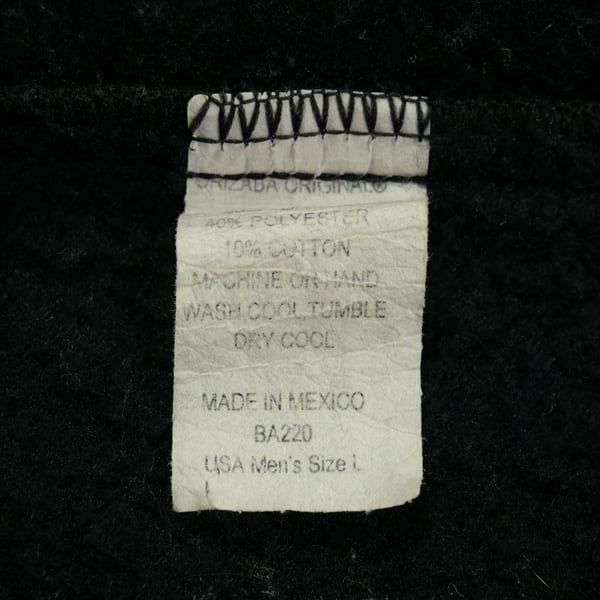 ORIZABA ORIGINAL®
40% POLYESTER
10% COTTON
MACHINE OR HAND
WASH COOL,TUMBLE
DRY COOL
MADE IN MEXICO
BA220
USA Men's Size L